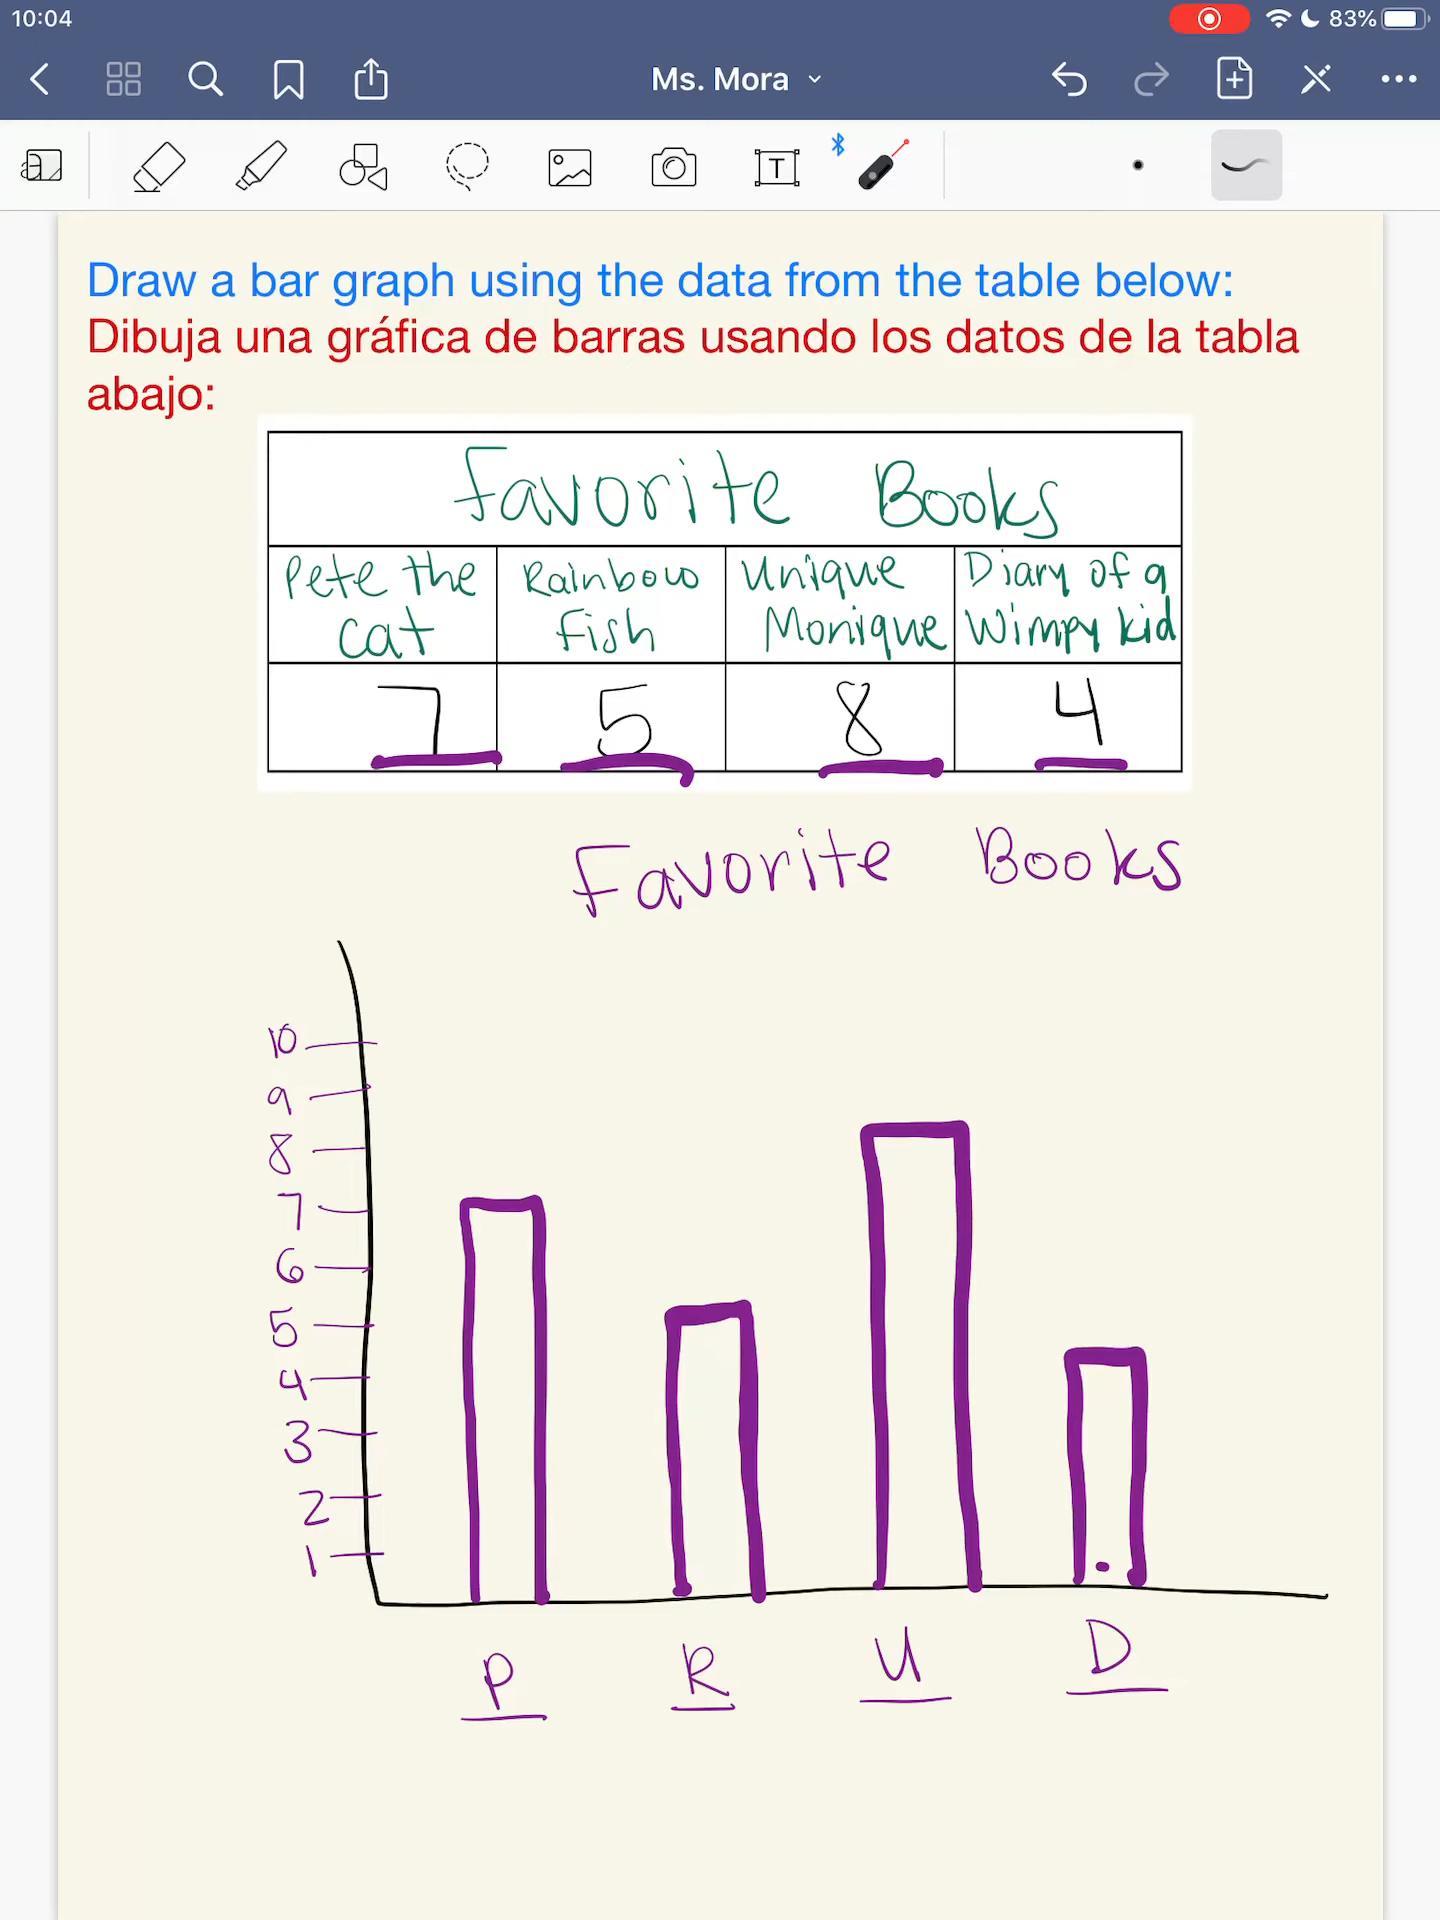 10:04
83%
Ms. Mora
a
T
Draw a bar graph using the data from the table below:
Dibuja una gráfica de barras usando los datos de la tabla
abajo:
Favorite Books
Pete the
cat
Rainbow
Fish
Unique
Monique
Diary of a
Wimpy kid
7 5 8 4
Favorite Books
10
9
8
7
6
5
4
3
2
1
P R U D